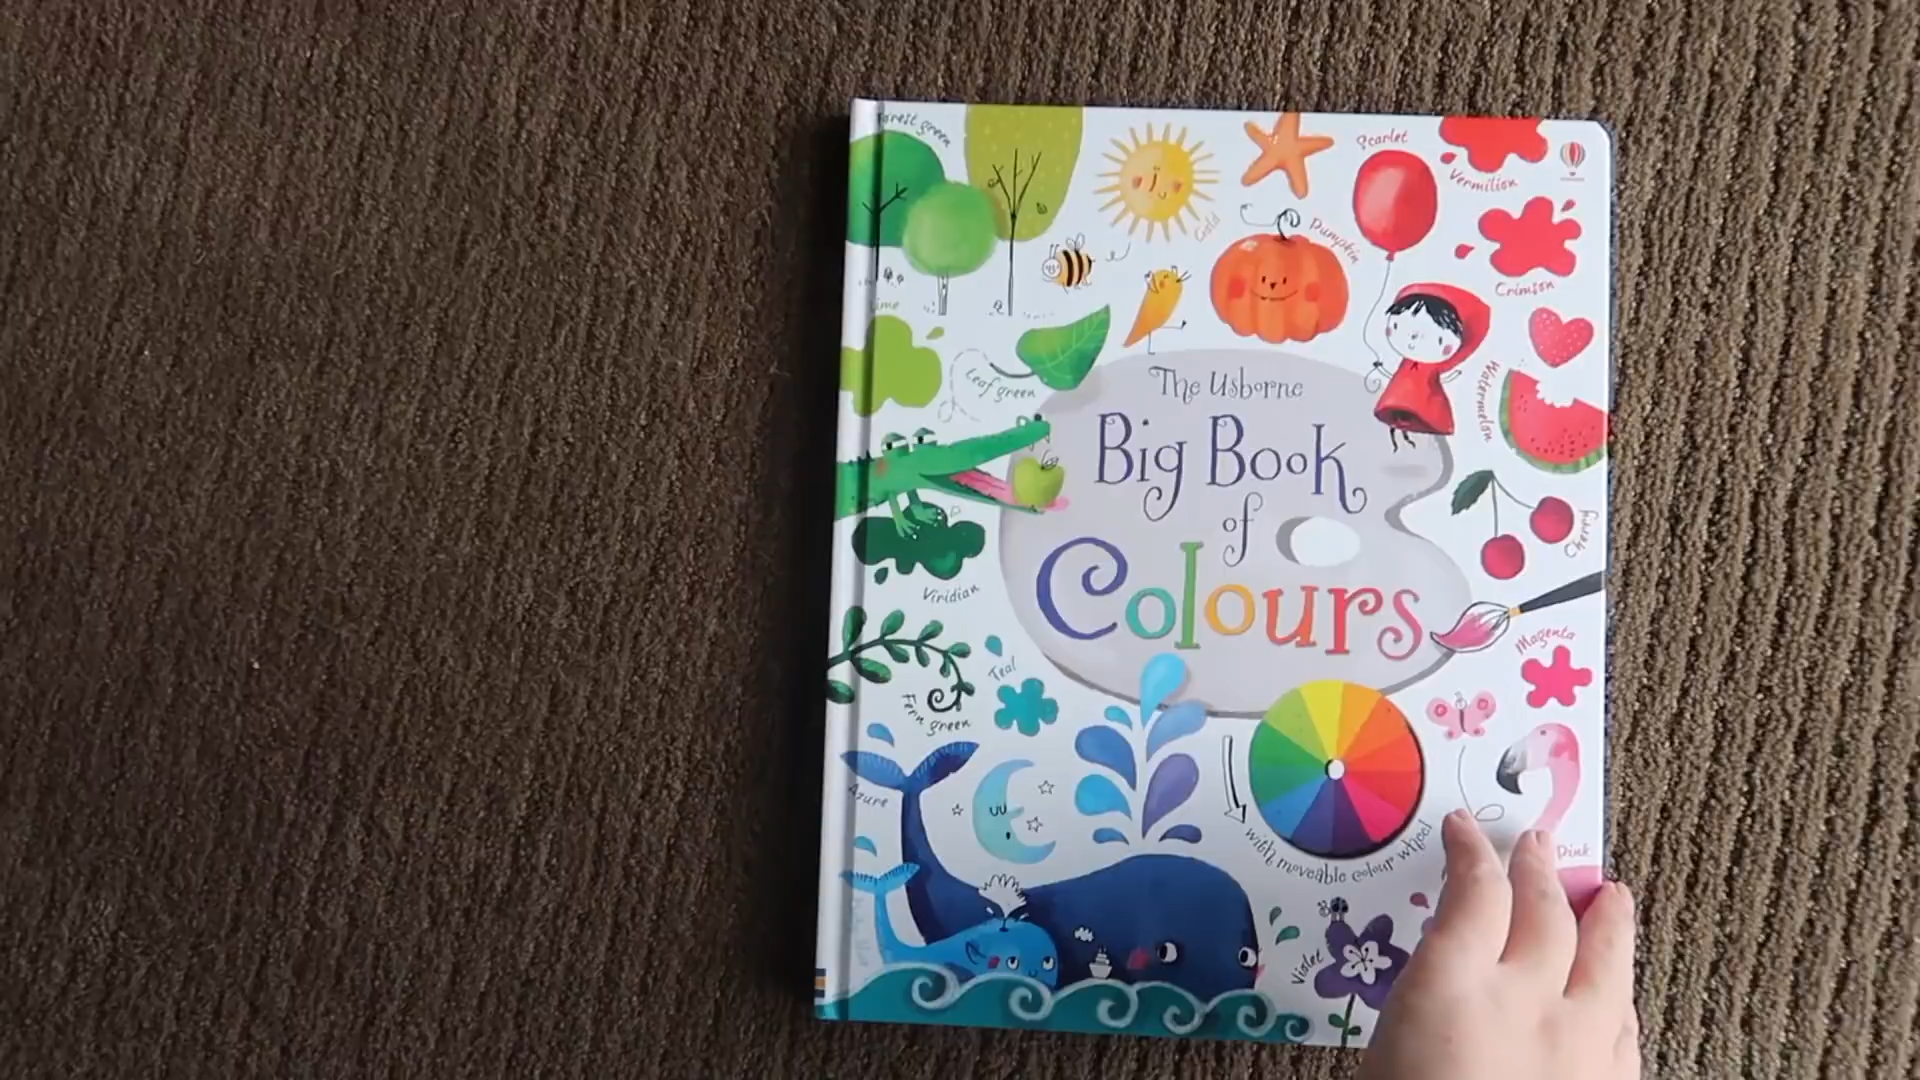 Forest green
Scarlet
Vermilion
Gold
Pumpkin
Crimson
Lime
Leaf green
Watermelon
The Usborne
Big Book
of
Colours
Cherry
Viridian
Magenta
Teal
Fern green
Azure
with moveable colour wheel
Pink
Violet